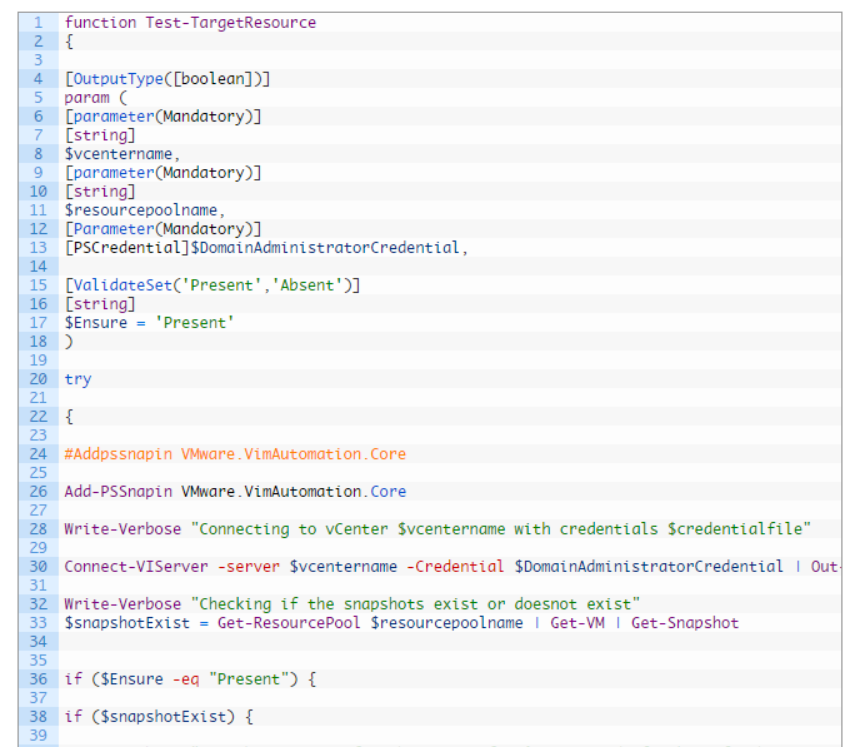 1 function Test-TargetResource
2 {
3
4 [OutputType([boolean])]
5 param (
6 [parameter(Mandatory)]
7 [string]
8 $vcentername,
9 [parameter(Mandatory)]
10 [string]
11 $resourcepoolname,
12 [Parameter(Mandatory)]
13 [PSCredential]$DomainAdministratorCredential,
14
15 [ValidateSet('Present','Absent')]
16 [string]
17 $Ensure = 'Present'
18 )
19
20 try
21
22 {
23
24 #Addpssnapin VMware.VimAutomation.Core
25
26 Add-PSSnapin VMware.VimAutomation.Core
27
28 Write-Verbose "Connecting to vCenter $vcentername with credentials $credentialfile"
29
30 Connect-VIServer -server $vcentername -Credential $DomainAdministratorCredential | Out-
31
32 Write-Verbose "Checking if the snapshots exist or doesnot exist"
33 $snapshotExist = Get-ResourcePool $resourcepoolname | Get-VM | Get-Snapshot
34
35
36 if ($Ensure -eq "Present") {
37
38 if ($snapshotExist) {
39